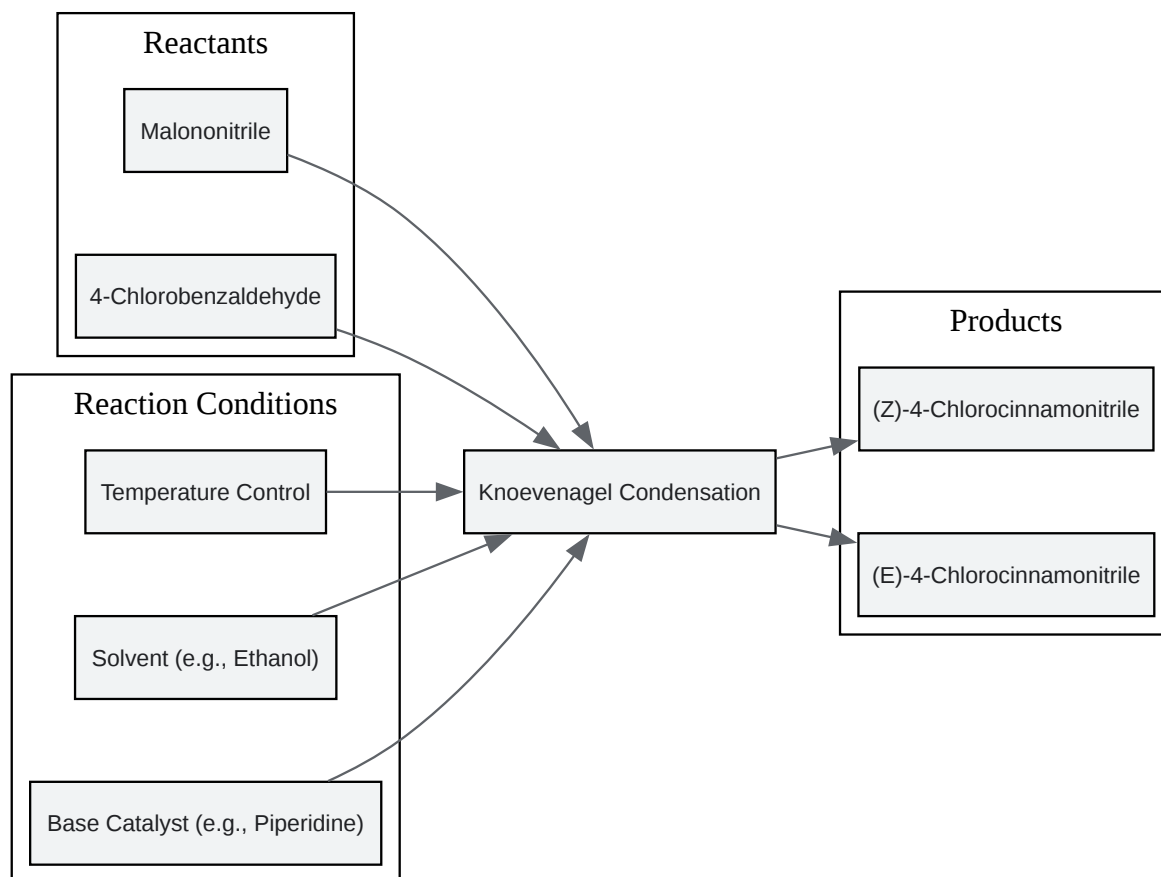 Reactants
Malononitrile
4-Chlorobenzaldehyde
Reaction Conditions
Temperature Control
Solvent (e.g., Ethanol)
Base Catalyst (e.g., Piperidine)
Knoevenagel Condensation
Products
(Z)-4-Chlorocinnamonitrile
(E)-4-Chlorocinnamonitrile